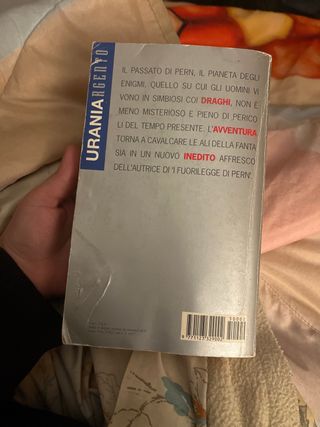 URANIARGENTO
IL PASSATO DI PERN, IL PIANETA DEGLI
ENIGMI, QUELLO SU CUI GLI UOMINI VI
VONO IN SIMBIOSI COI DRAGHI, NON È
MENO MISTERIOSO E PIENO DI PERICO
LI DEL TEMPO PRESENTE. L'AVVENTURA
TORNA A CAVALCARE LE ALI DELLA FANTA
SIA IN UN NUOVO INEDITO AFFRESCO
DELL'AUTRICE DI 'I FUORILEGGE DI PERN'.